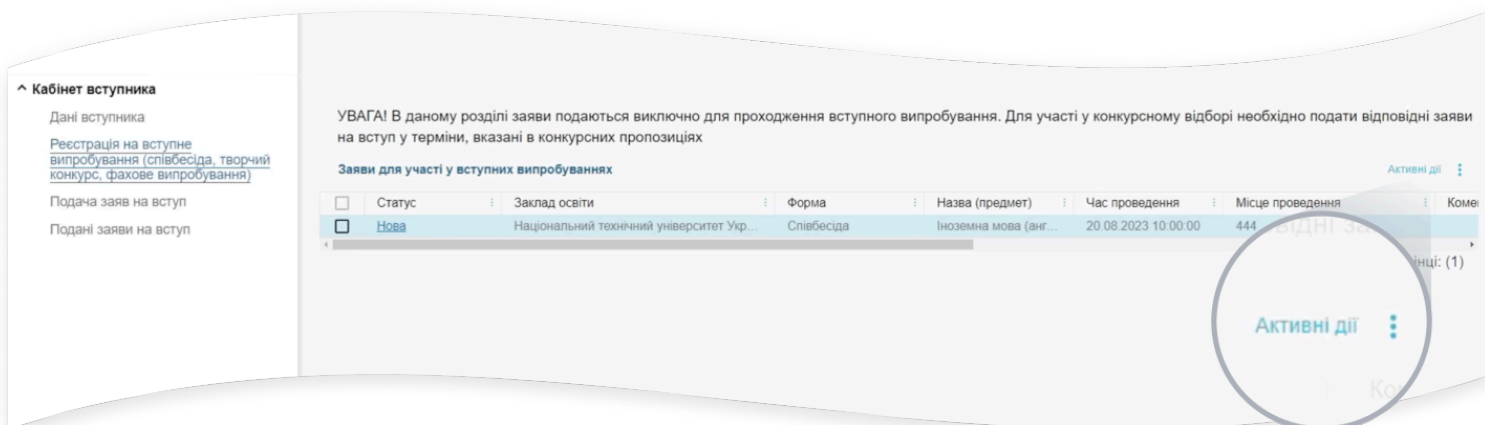 Кабінет вступника
Дані вступника
Реєстрація на вступне
випробування (співбесіда, творчий
конкурс, фахове випробування)
Подача заяв на вступ
Подані заяви на вступ
УВАГА! В даному розділі заяви подаються виключно для проходження вступного випробування. Для участі у конкурсному відборі необхідно подати відповідні заяви
на вступ у терміни, вказані в конкурсних пропозиціях
Заяви для участі у вступних випробуваннях
Активні дії
Статус Заклад освіти Форма Назва (предмет) Час проведення Місце проведення Комен
Нова Національний технічний університет Укр... Співбесіда Іноземна мова (анг... 20.08.2023 10:00:00 444
інці: (1)
Активні дії